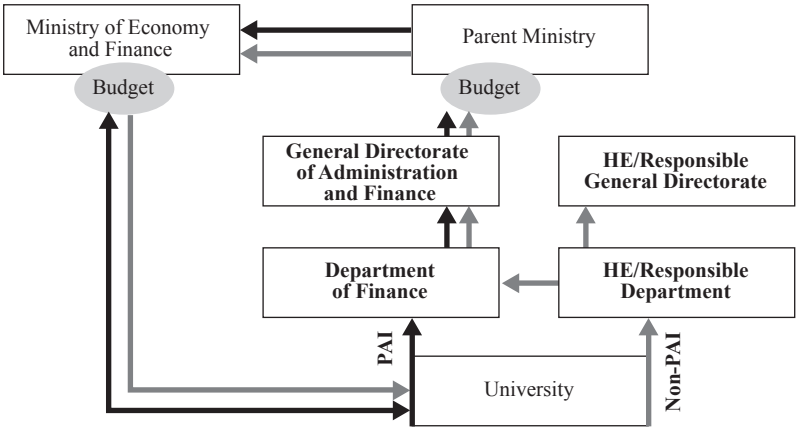 Ministry of Economy
and Finance
Parent Ministry
Budget
Budget
General Directorate
of Administration
and Finance
HE/Responsible
General Directorate
Department
of Finance
HE/Responsible
Department
PAI
University
Non-PAI